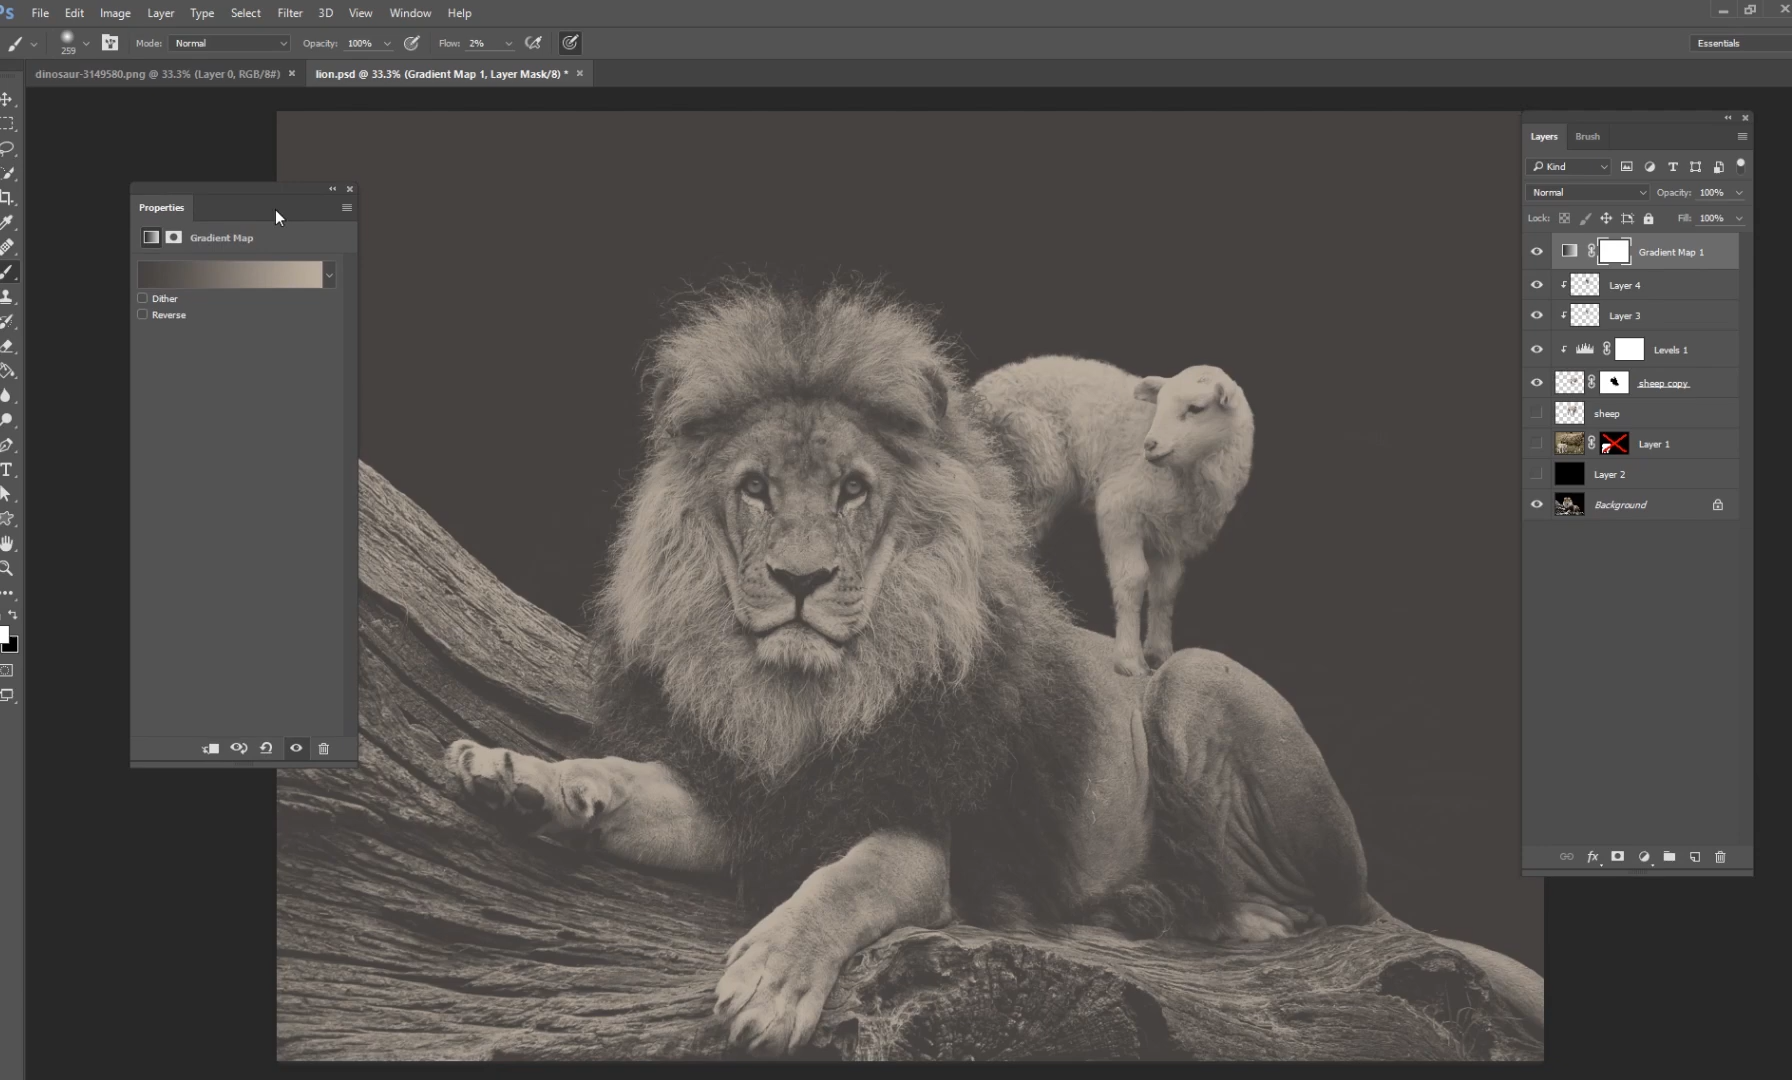 Ps File Edit Image Layer Type Select Filter 3D View Window Help
259 Mode: Normal Opacity: 100% Flow: 2% Essentials
dinosaur-3149580.png @ 33.3% (Layer 0, RGB/8#) × lion.psd @ 33.3% (Gradient Map 1, Layer Mask/8) * ×
Properties
Gradient Map
Dither
Reverse
Layers Brush
Kind T
Normal Opacity: 100%
Lock: Fill: 100%
Gradient Map 1
Layer 4
Layer 3
Levels 1
sheep copy
sheep
Layer 1
Layer 2
Background
fx
T